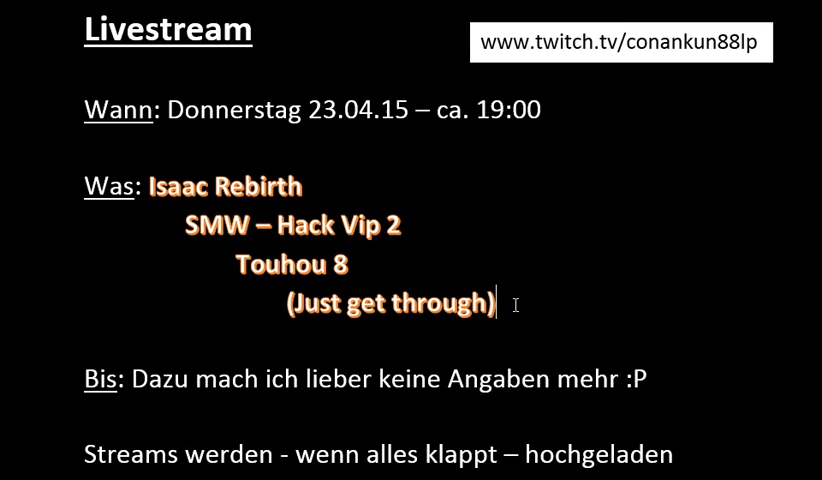 Livestream
www.twitch.tv/conankun88lp
Wann: Donnerstag 23.04.15 – ca. 19:00
Was: Isaac Rebirth
SMW – Hack Vip 2
Touhou 8
(Just get through)
Bis: Dazu mach ich lieber keine Angaben mehr :P
Streams werden - wenn alles klappt – hochgeladen